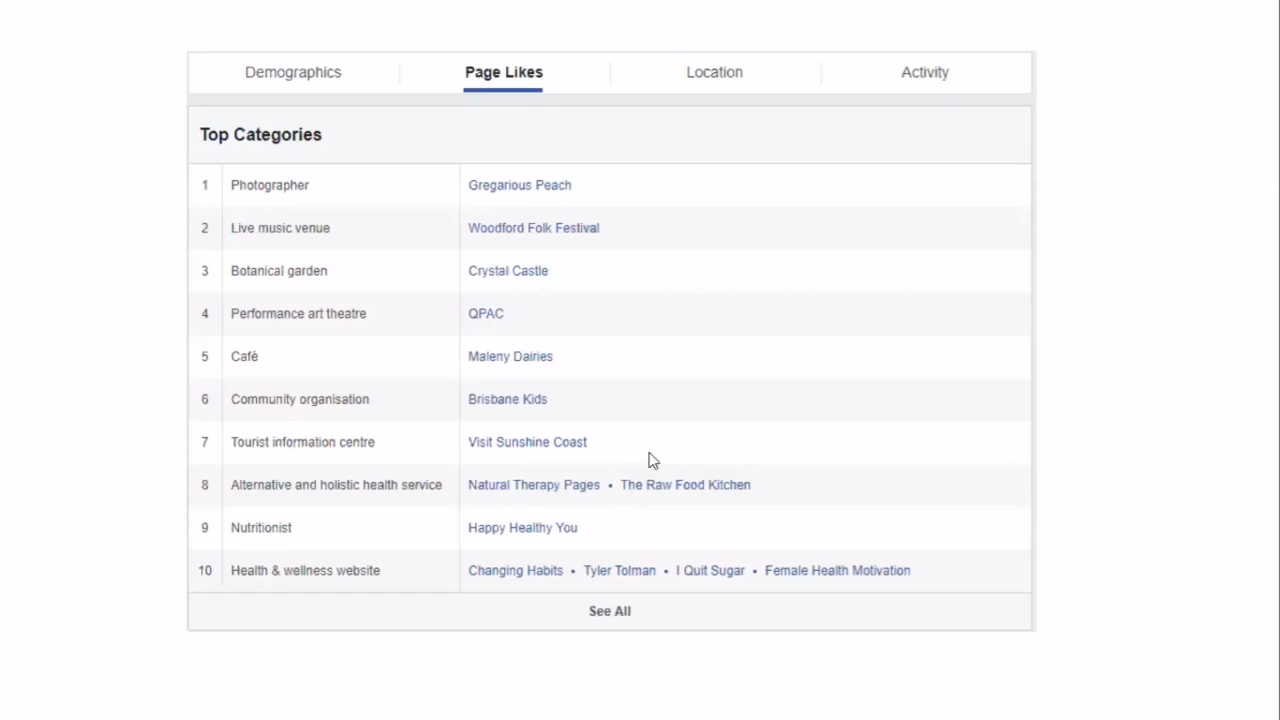 Demographics Page Likes Location Activity
Top Categories
1 Photographer Gregarious Peach
2 Live music venue Woodford Folk Festival
3 Botanical garden Crystal Castle
4 Performance art theatre QPAC
5 Café Maleny Dairies
6 Community organisation Brisbane Kids
7 Tourist information centre Visit Sunshine Coast
8 Alternative and holistic health service Natural Therapy Pages • The Raw Food Kitchen
9 Nutritionist Happy Healthy You
10 Health & wellness website Changing Habits • Tyler Tolman • I Quit Sugar • Female Health Motivation
See All